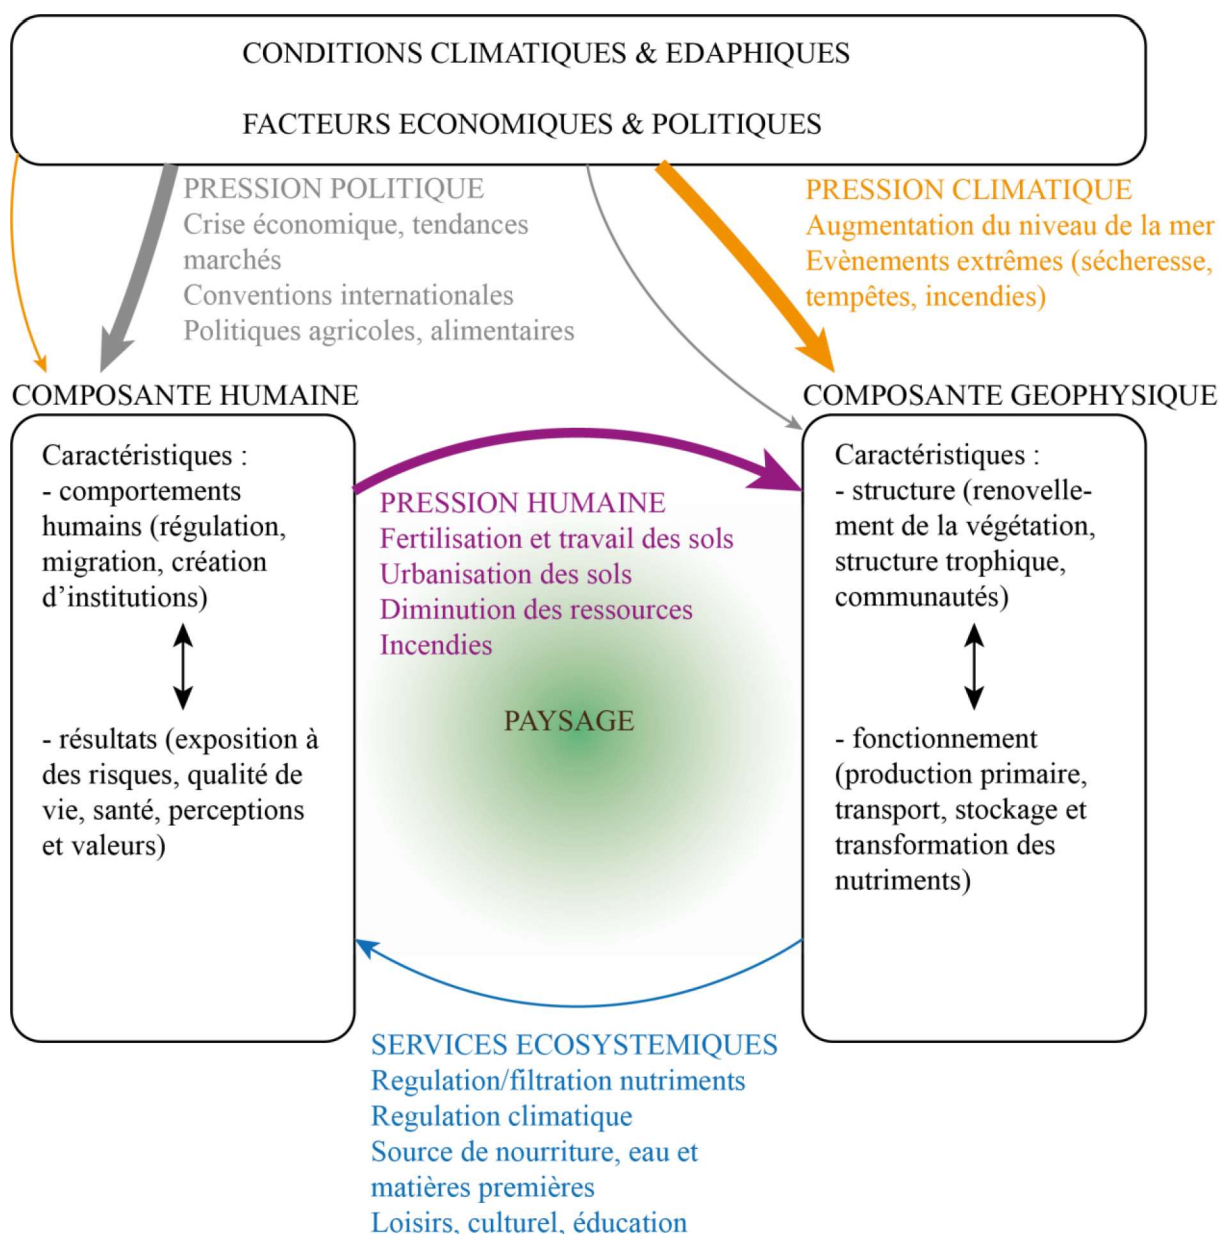 CONDITIONS CLIMATIQUES & EDAPHIQUES
FACTEURS ECONOMIQUES & POLITIQUES
PRESSION POLITIQUE
Crise économique, tendances
marchés
Conventions internationales
Politiques agricoles, alimentaires
PRESSION CLIMATIQUE
Augmentation du niveau de la mer
Evènements extrêmes (sécheresse,
tempêtes, incendies)
COMPOSANTE HUMAINE
Caractéristiques :
- comportements
humains (régulation,
migration, création
d’institutions)
- résultats (exposition à
des risques, qualité de
vie, santé, perceptions
et valeurs)
PRESSION HUMAINE
Fertilisation et travail des sols
Urbanisation des sols
Diminution des ressources
Incendies
PAYSAGE
COMPOSANTE GEOPHYSIQUE
Caractéristiques :
- structure (renovelle-
ment de la végétation,
structure trophique,
communautés)
- fonctionnement
(production primaire,
transport, stockage et
transformation des
nutriments)
SERVICES ECOSYSTEMIQUES
Regulation/filtration nutriments
Regulation climatique
Source de nourriture, eau et
matières premières
Loisirs, culturel, éducation